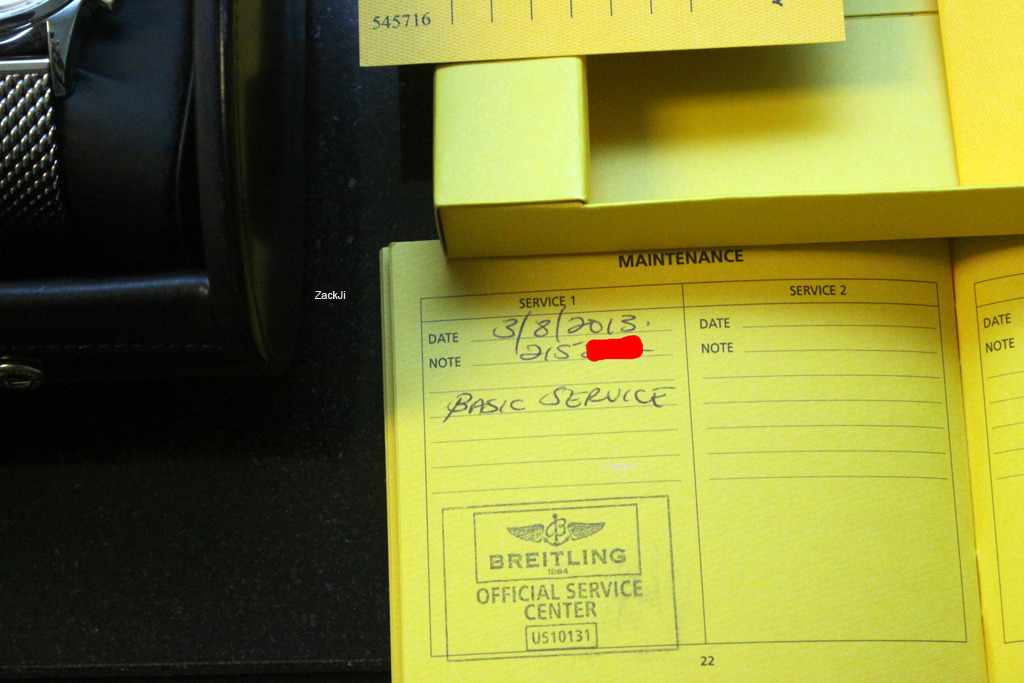 545716
MAINTENANCE
SERVICE 1
DATE 3/8/2013.
NOTE 215
BASIC SERVICE
BREITLING
1884
OFFICIAL SERVICE
CENTER
US10131
SERVICE 2
DATE
NOTE
DATE
NOTE
22
ZackJi
ZackJi